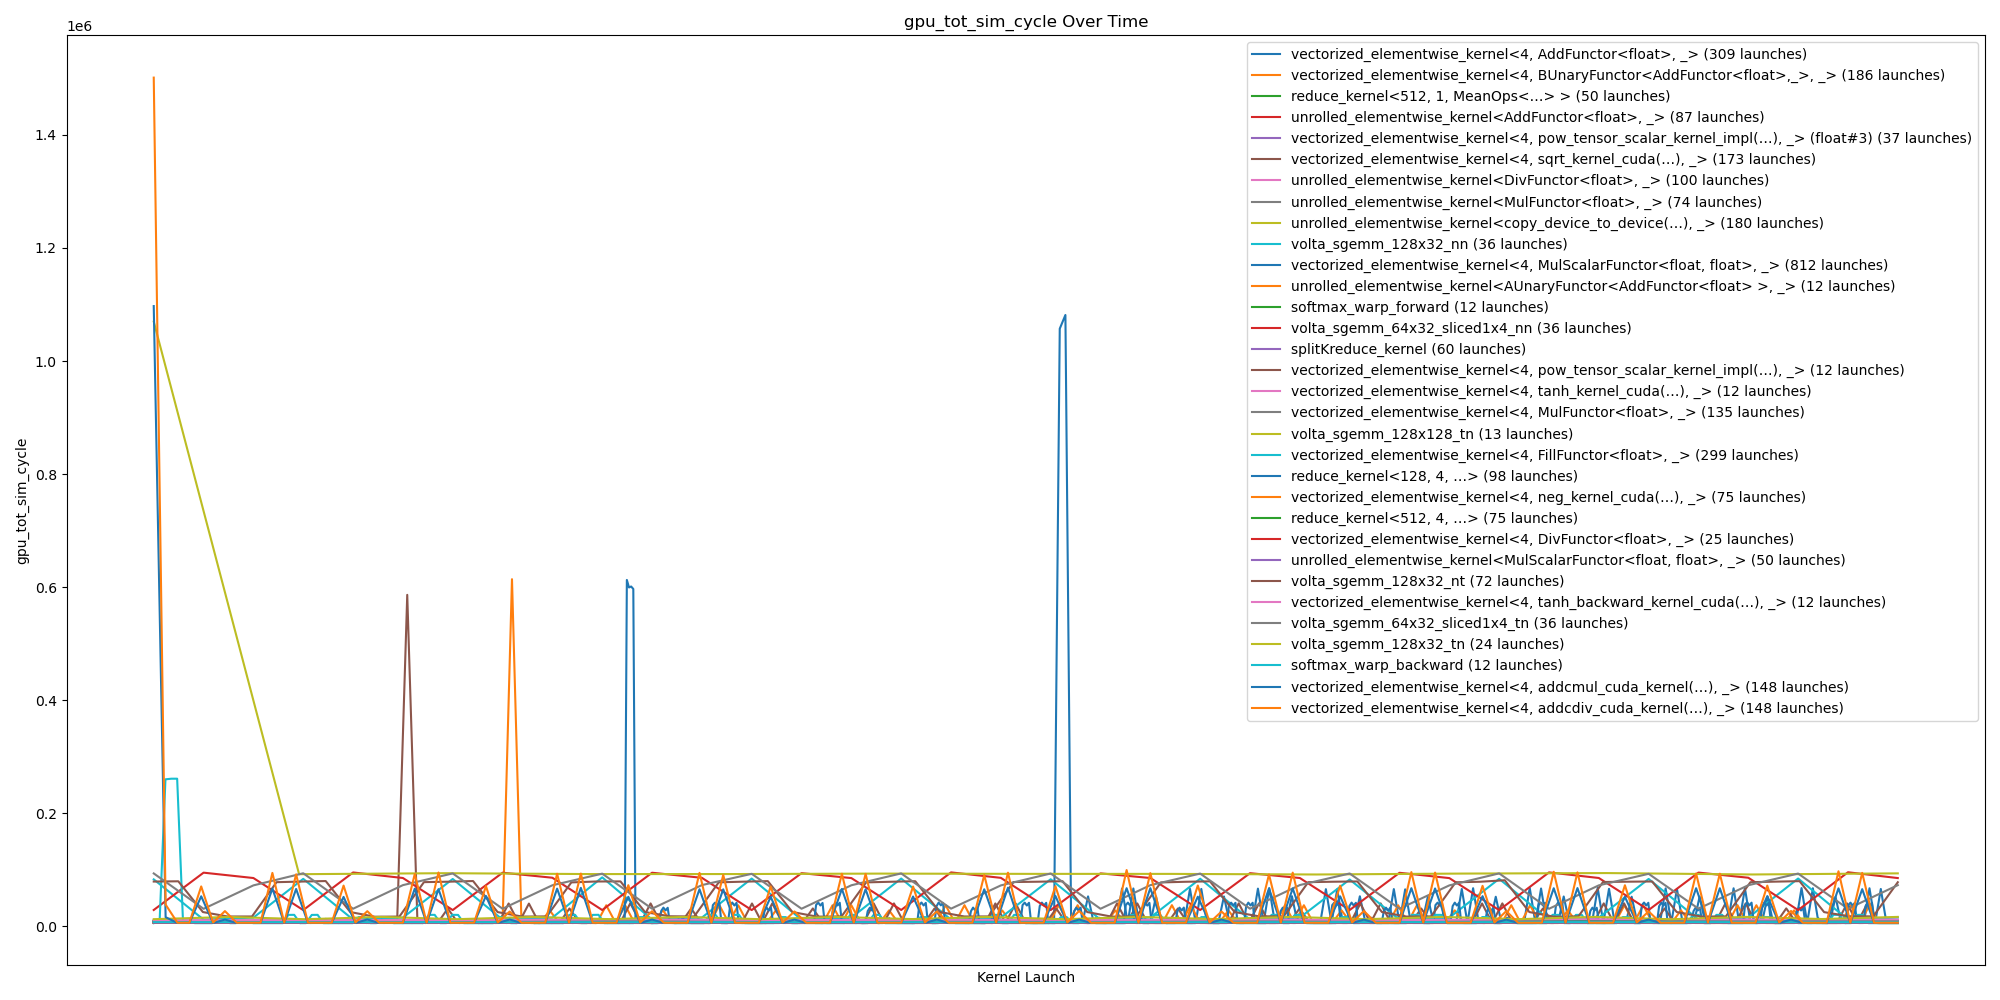 gpu_tot_sim_cycle Over Time
1e6
vectorized_elementwise_kernel<4, AddFunctor<float>, _> (309 launches)
vectorized_elementwise_kernel<4, BUnaryFunctor<AddFunctor<float>,_>, _> (186 launches)
reduce_kernel<512, 1, MeanOps<...> > (50 launches)
unrolled_elementwise_kernel<AddFunctor<float>, _> (87 launches)
vectorized_elementwise_kernel<4, pow_tensor_scalar_kernel_impl(...), _> (float#3) (37 launches)
vectorized_elementwise_kernel<4, sqrt_kernel_cuda(...), _> (173 launches)
unrolled_elementwise_kernel<DivFunctor<float>, _> (100 launches)
unrolled_elementwise_kernel<MulFunctor<float>, _> (74 launches)
unrolled_elementwise_kernel<copy_device_to_device(...), _> (180 launches)
volta_sgemm_128x32_nn (36 launches)
vectorized_elementwise_kernel<4, MulScalarFunctor<float, float>, _> (812 launches)
unrolled_elementwise_kernel<AUnaryFunctor<AddFunctor<float> >, _> (12 launches)
softmax_warp_forward (12 launches)
volta_sgemm_64x32_sliced1x4_nn (36 launches)
splitKreduce_kernel (60 launches)
vectorized_elementwise_kernel<4, pow_tensor_scalar_kernel_impl(...), _> (12 launches)
vectorized_elementwise_kernel<4, tanh_kernel_cuda(...), _> (12 launches)
vectorized_elementwise_kernel<4, MulFunctor<float>, _> (135 launches)
volta_sgemm_128x128_tn (13 launches)
vectorized_elementwise_kernel<4, FillFunctor<float>, _> (299 launches)
reduce_kernel<128, 4, ...> (98 launches)
vectorized_elementwise_kernel<4, neg_kernel_cuda(...), _> (75 launches)
reduce_kernel<512, 4, ...> (75 launches)
vectorized_elementwise_kernel<4, DivFunctor<float>, _> (25 launches)
unrolled_elementwise_kernel<MulScalarFunctor<float, float>, _> (50 launches)
volta_sgemm_128x32_nt (72 launches)
vectorized_elementwise_kernel<4, tanh_backward_kernel_cuda(...), _> (12 launches)
volta_sgemm_64x32_sliced1x4_tn (36 launches)
volta_sgemm_128x32_tn (24 launches)
softmax_warp_backward (12 launches)
vectorized_elementwise_kernel<4, addcmul_cuda_kernel(...), _> (148 launches)
vectorized_elementwise_kernel<4, addcdiv_cuda_kernel(...), _> (148 launches)
1.4
1.2
1.0
0.8
0.6
0.4
0.2
0.0
gpu_tot_sim_cycle
Kernel Launch